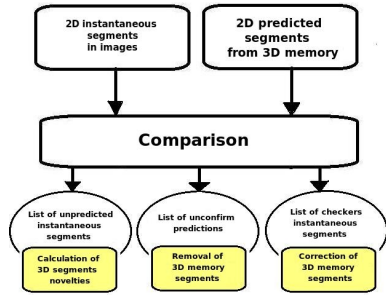 2D instantaneous
segments
in images
2D predicted
segments
from 3D memory
Comparison
List of unpredicted
instantaneous
segments
Calculation of
3D segments
novelties
List of unconfirm
predictions
Removal of
3D memory
segments
List of checkers
instantaneous
segments
Correction of
3D memory
segments